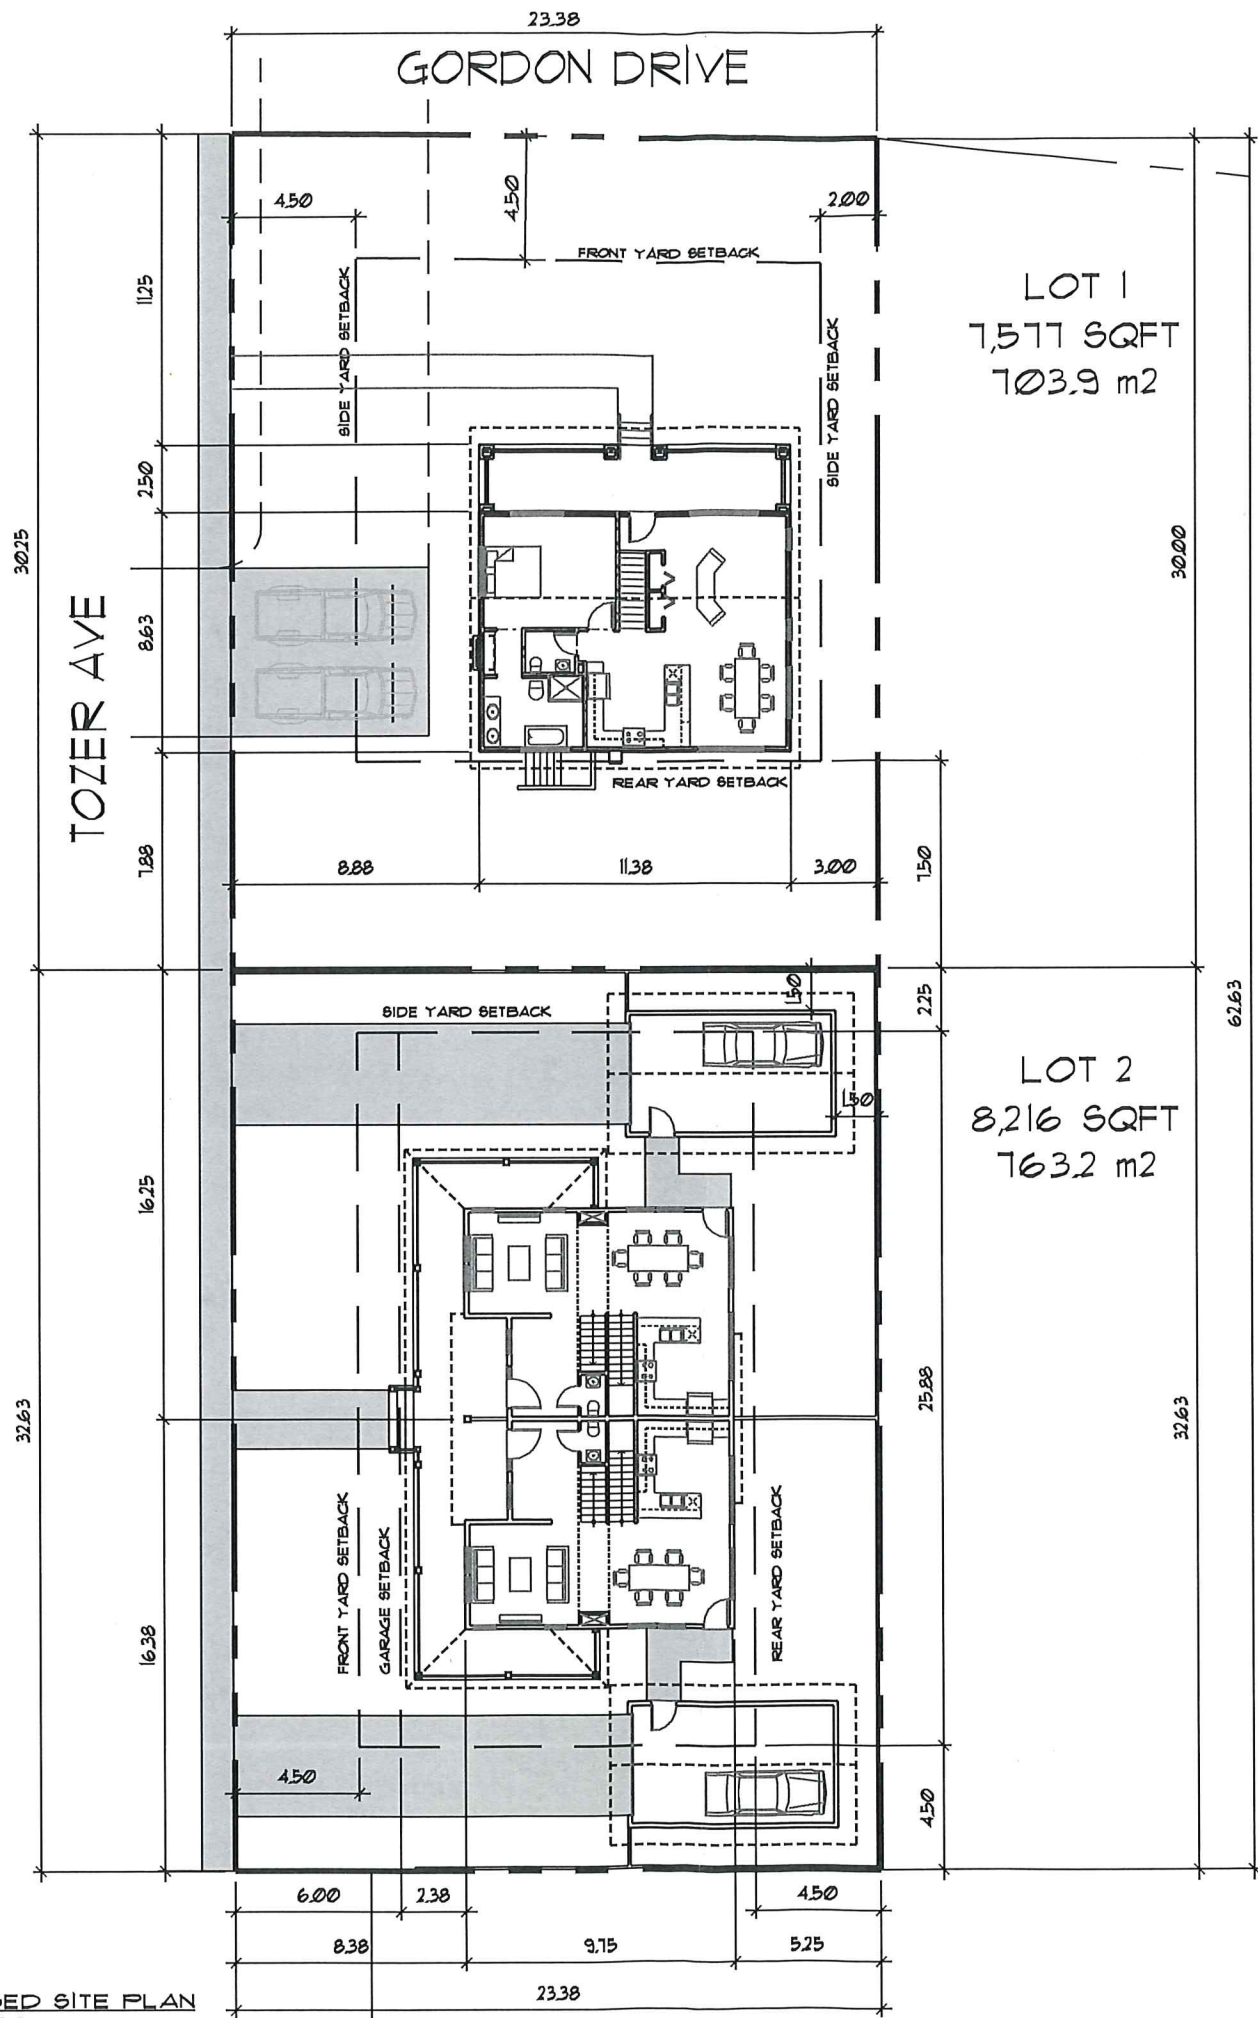 23.38
GORDON DRIVE
4.50
4.50
2.00
FRONT YARD SETBACK
SIDE YARD SETBACK
SIDE YARD SETBACK
LOT 1
7,577 SQFT
703.9 m2
11.25
2.50
30.25
30.00
8.63
TOZER AVE
REAR YARD SETBACK
7.88
8.88
11.38
3.00
7.50
SIDE YARD SETBACK
1.50
2.25
62.63
LOT 2
8,216 SQFT
763.2 m2
1.50
16.25
32.63
25.88
32.63
FRONT YARD SETBACK
GARAGE SETBACK
REAR YARD SETBACK
16.38
4.50
4.50
6.00
2.38
4.50
8.38
9.75
5.25
23.38
SED SITE PLAN